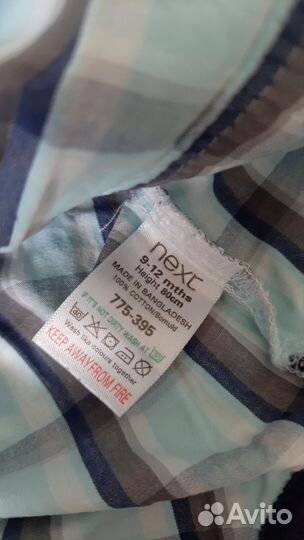 next
9-12 mths
Height 80cm
MADE IN BANGLADESH
100% COTTON/Bomuld
775-395
IF IT'S NOT DIRTY WASH AT 30
Wash like colours together
KEEP AWAY FROM FIRE
Avito